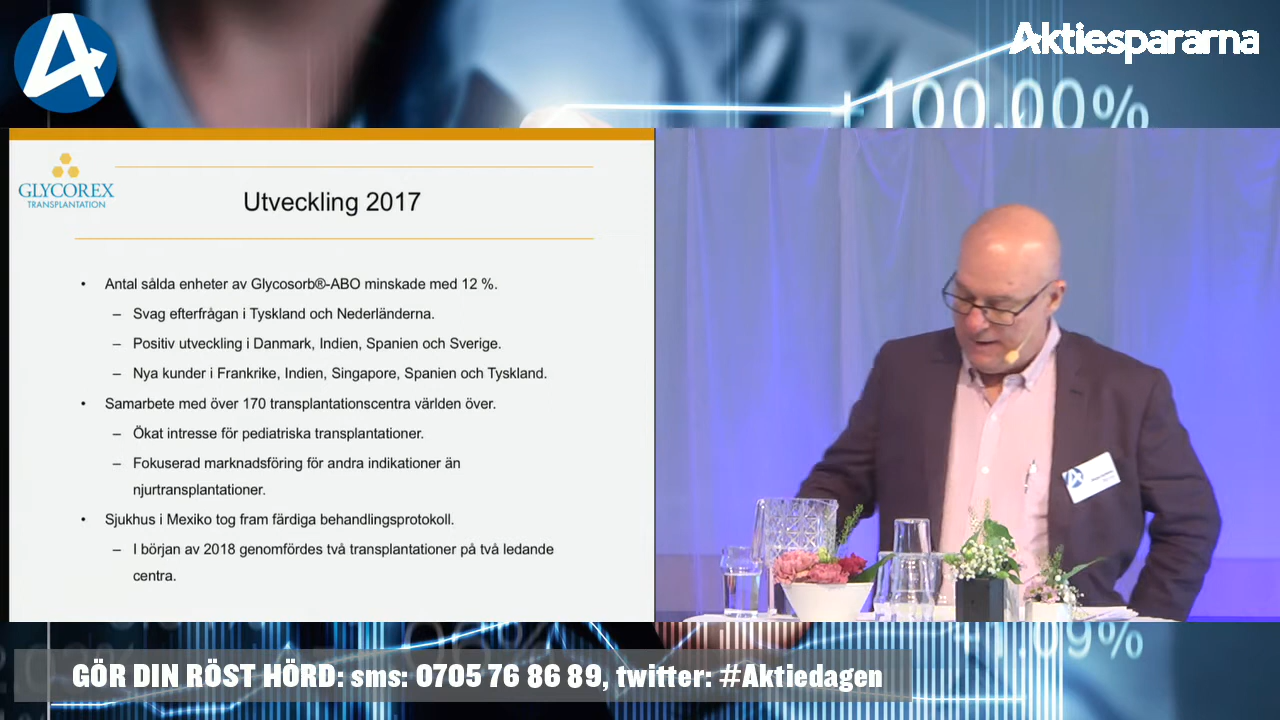 Aktiespararna
+100.00%
GLYCOREX
TRANSPLANTATION
Utveckling 2017
• Antal sålda enheter av Glycosorb®-ABO minskade med 12 %.
– Svag efterfrågan i Tyskland och Nederländerna.
– Positiv utveckling i Danmark, Indien, Spanien och Sverige.
– Nya kunder i Frankrike, Indien, Singapore, Spanien och Tyskland.
• Samarbete med över 170 transplantationscentra världen över.
– Ökat intresse för pediatriska transplantationer.
– Fokuserad marknadsföring för andra indikationer än
njurtransplantationer.
• Sjukhus i Mexiko tog fram färdiga behandlingsprotokoll.
– I början av 2018 genomfördes två transplantationer på två ledande
centra.
+1.09%
GÖR DIN RÖST HÖRD: sms: 0705 76 86 89, twitter: #Aktiedagen